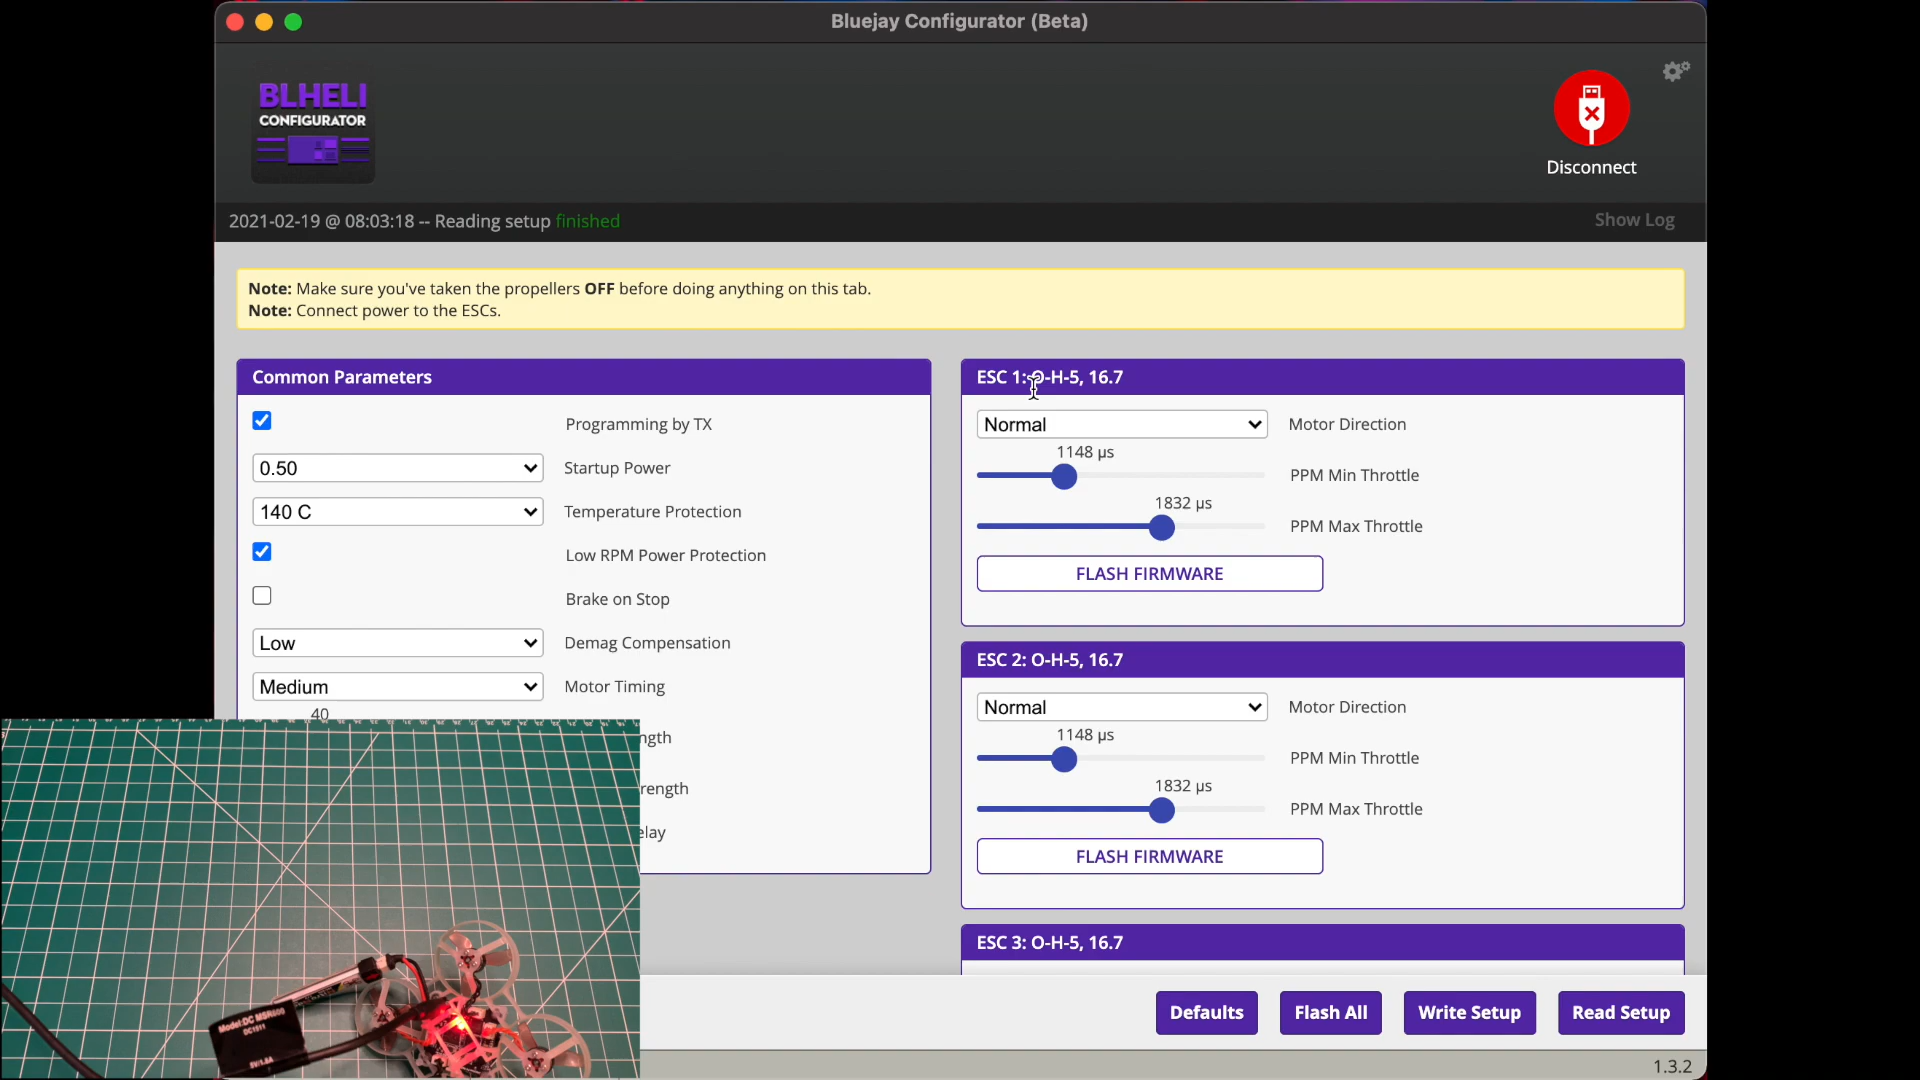 Bluejay Configurator (Beta)
BLHELI
CONFIGURATOR
Disconnect
2021-02-19 @ 08:03:18 -- Reading setup finished
Show Log
Note: Make sure you've taken the propellers OFF before doing anything on this tab.
Note: Connect power to the ESCs.
Common Parameters
Programming by TX
0.50
Startup Power
140 C
Temperature Protection
Low RPM Power Protection
Brake on Stop
Low
Demag Compensation
Medium
Motor Timing
40
ngth
rength
elay
ESC 1: O-H-5, 16.7
Normal
Motor Direction
1148 µs
PPM Min Throttle
1832 µs
PPM Max Throttle
FLASH FIRMWARE
ESC 2: O-H-5, 16.7
Normal
Motor Direction
1148 µs
PPM Min Throttle
1832 µs
PPM Max Throttle
FLASH FIRMWARE
ESC 3: O-H-5, 16.7
Defaults
Flash All
Write Setup
Read Setup
1.3.2
Model:DC